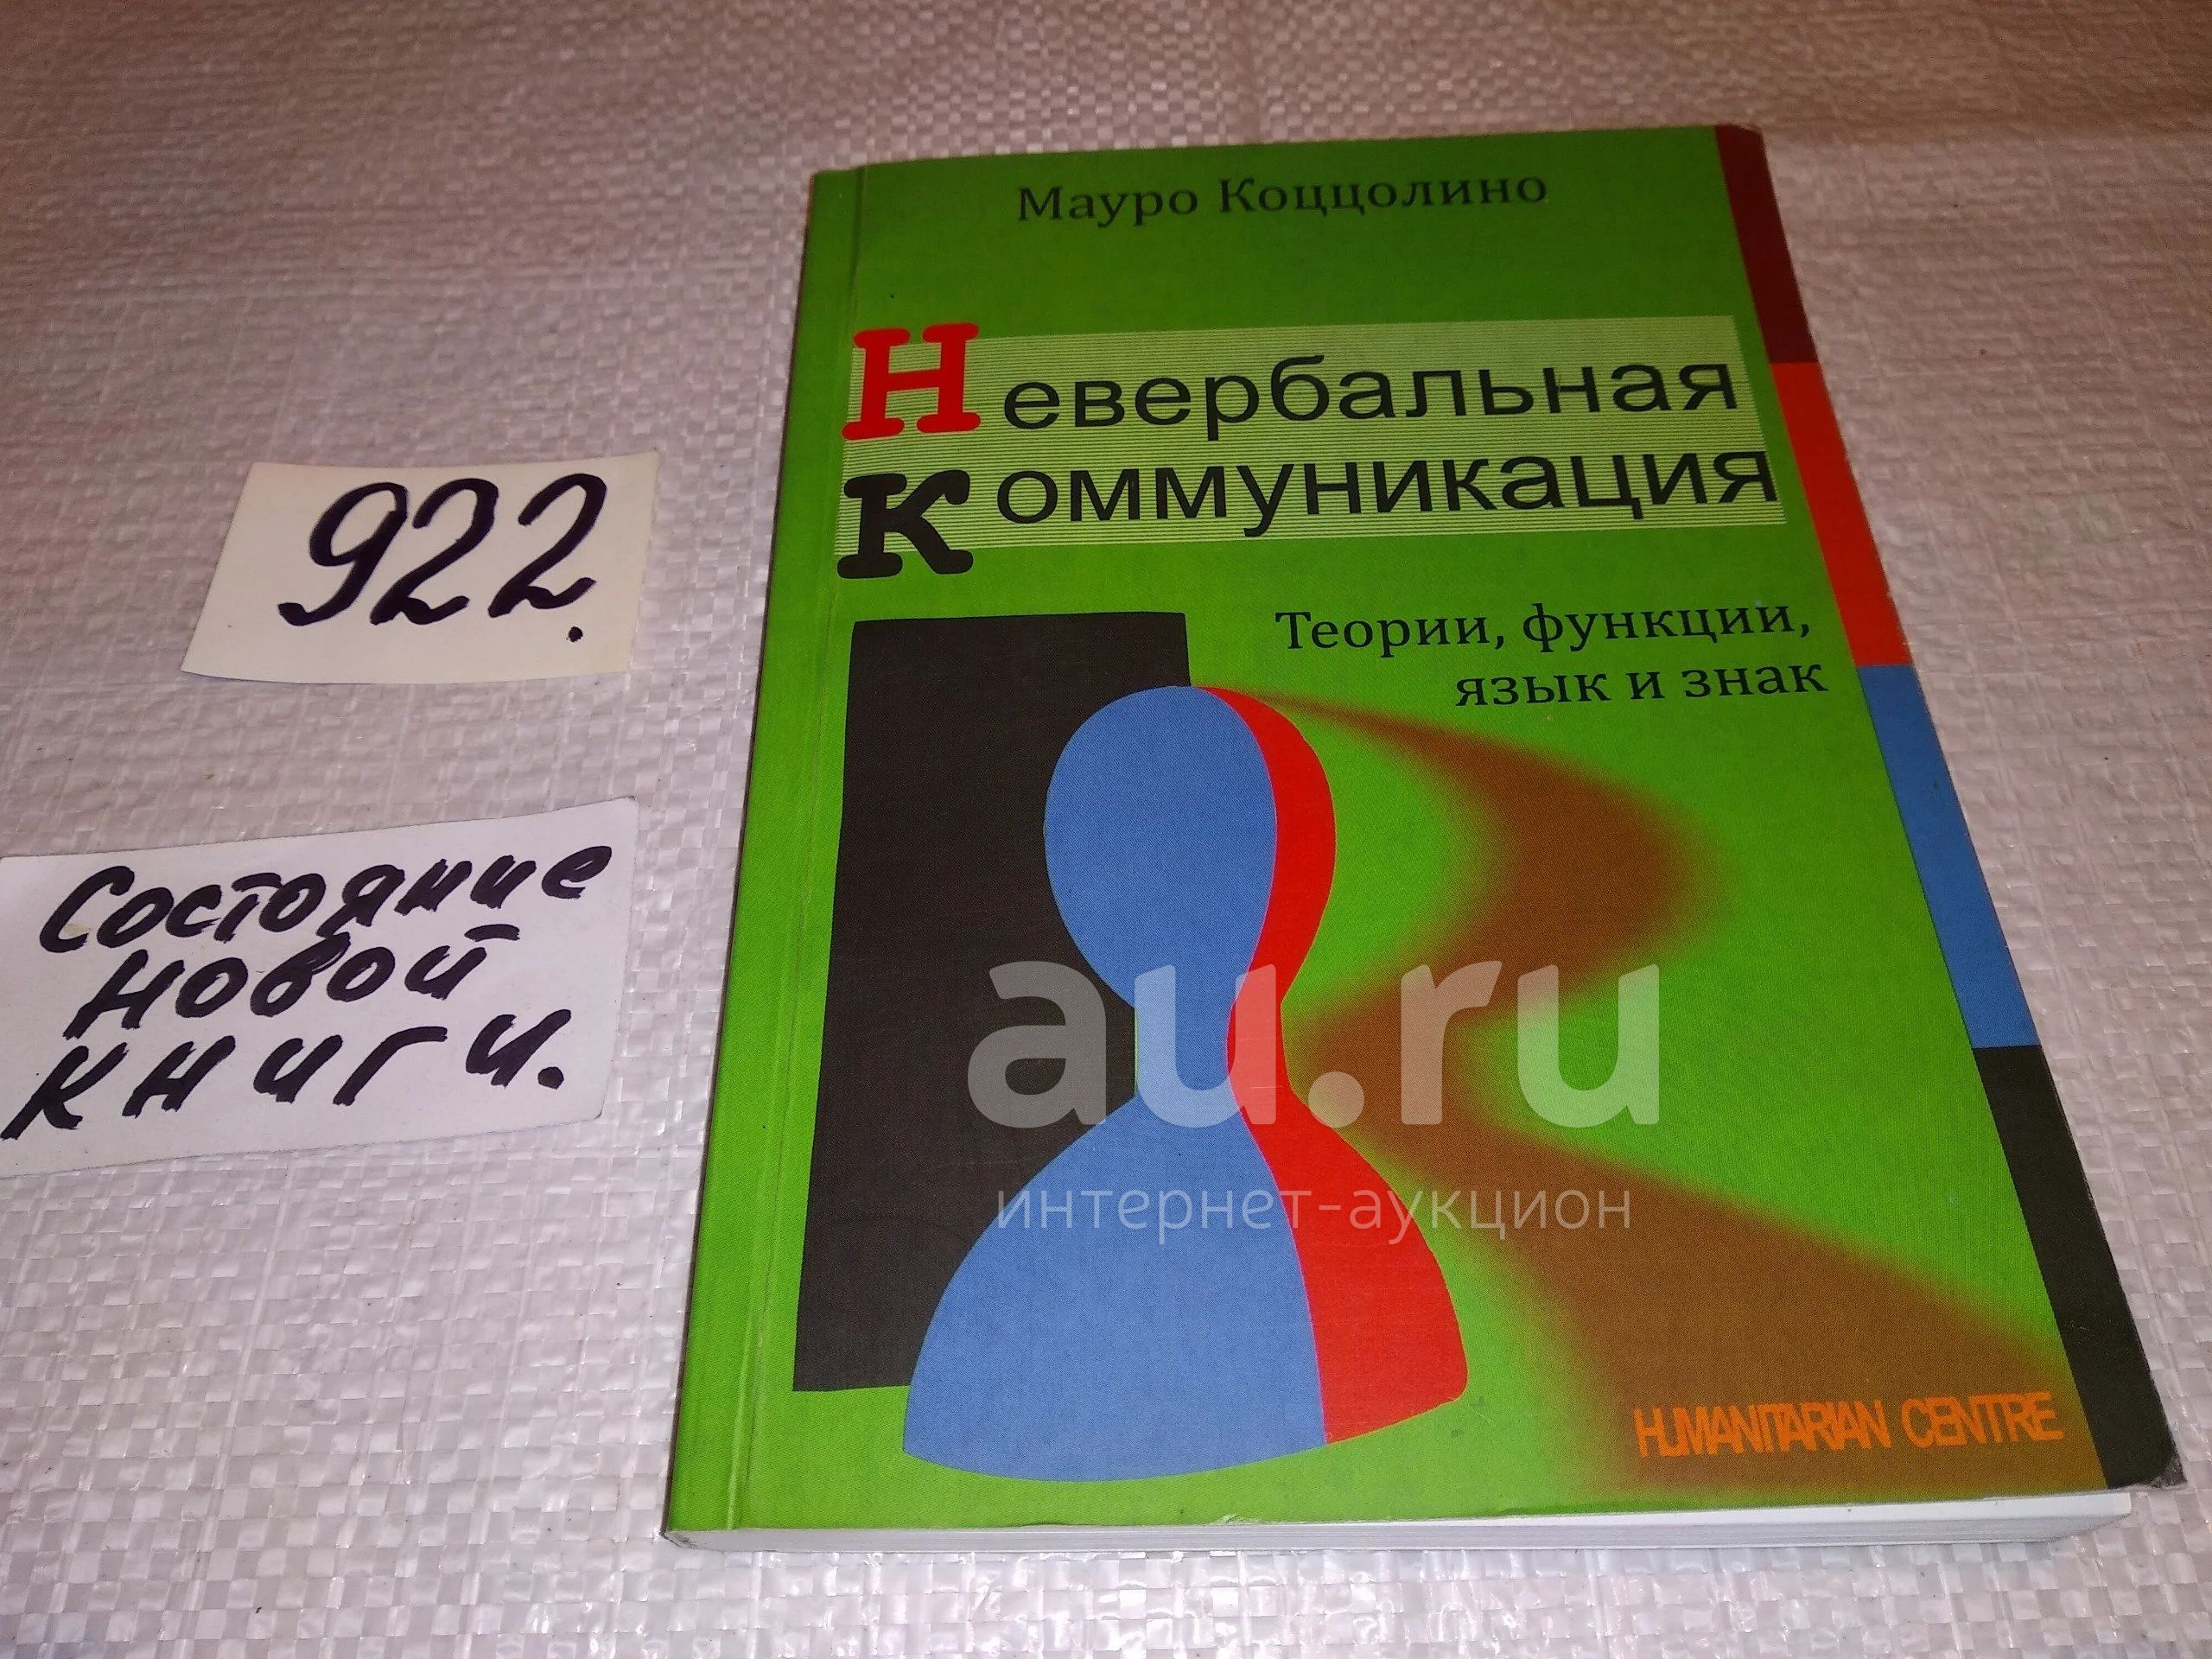 Мауро Коццолино
Невербальная
Коммуникация
Теории, функции,
язык и знак
922.
Состояние
новой
книги.
au.ru
интернет-аукцион
HUMANITARIAN CENTRE